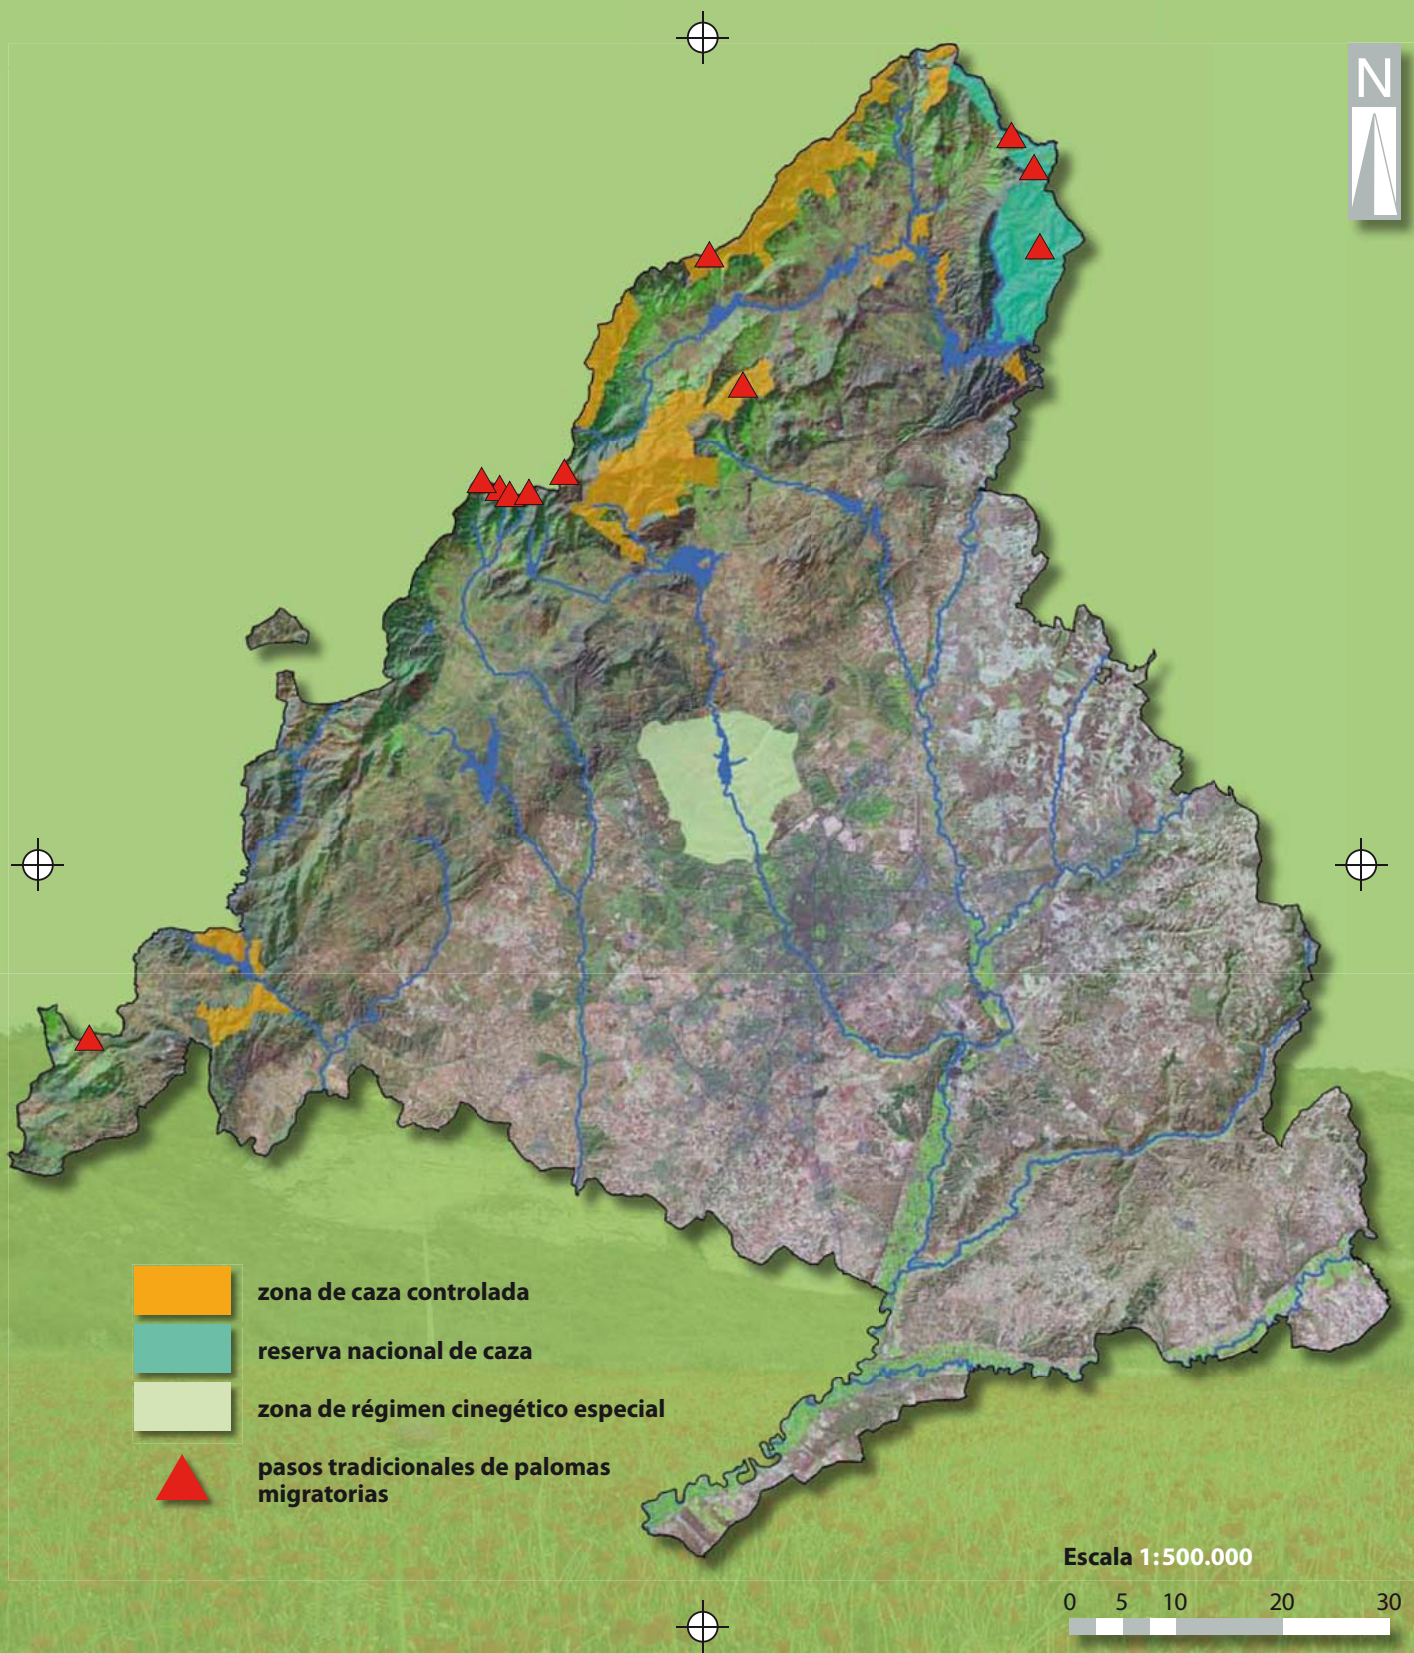 N
zona de caza controlada
reserva nacional de caza
zona de régimen cinegético especial
pasos tradicionales de palomas
migratorias
Escala 1:500.000
0 5 10 20 30